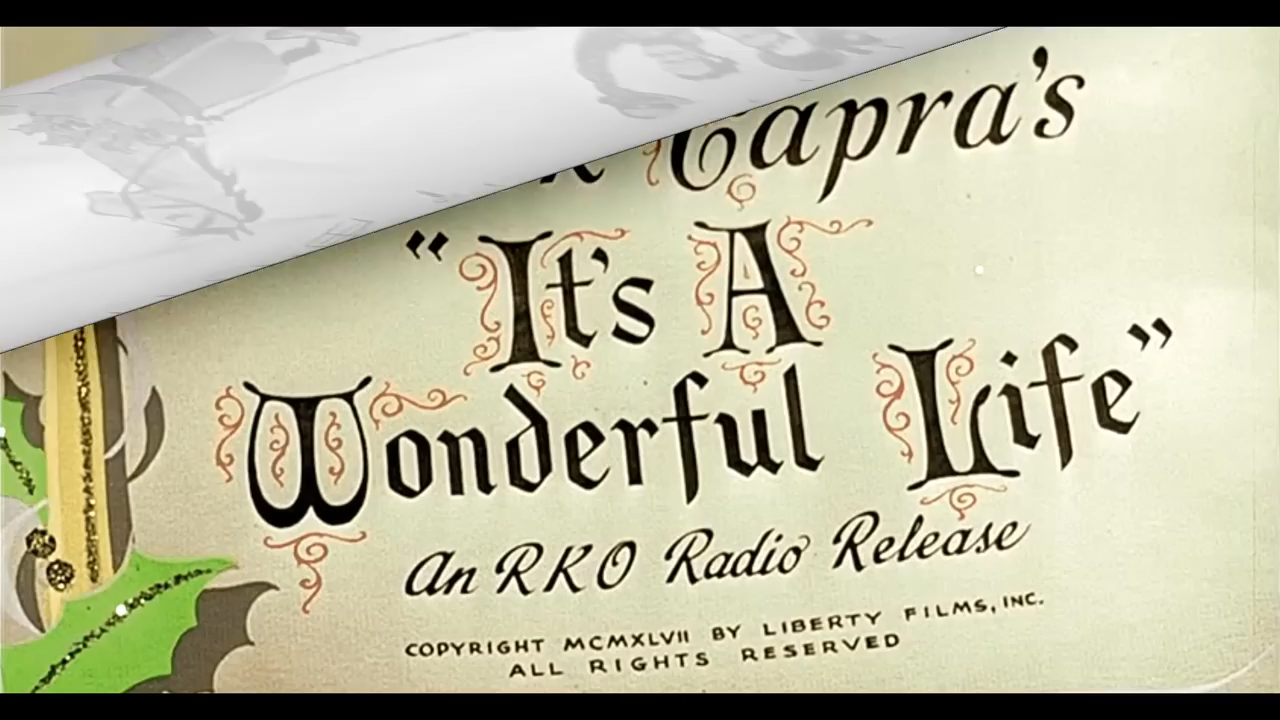 Capra's
“It's A
Wonderful Life”
An RKO Radio Release
COPYRIGHT MCMXLVII BY LIBERTY FILMS, INC.
ALL RIGHTS RESERVED